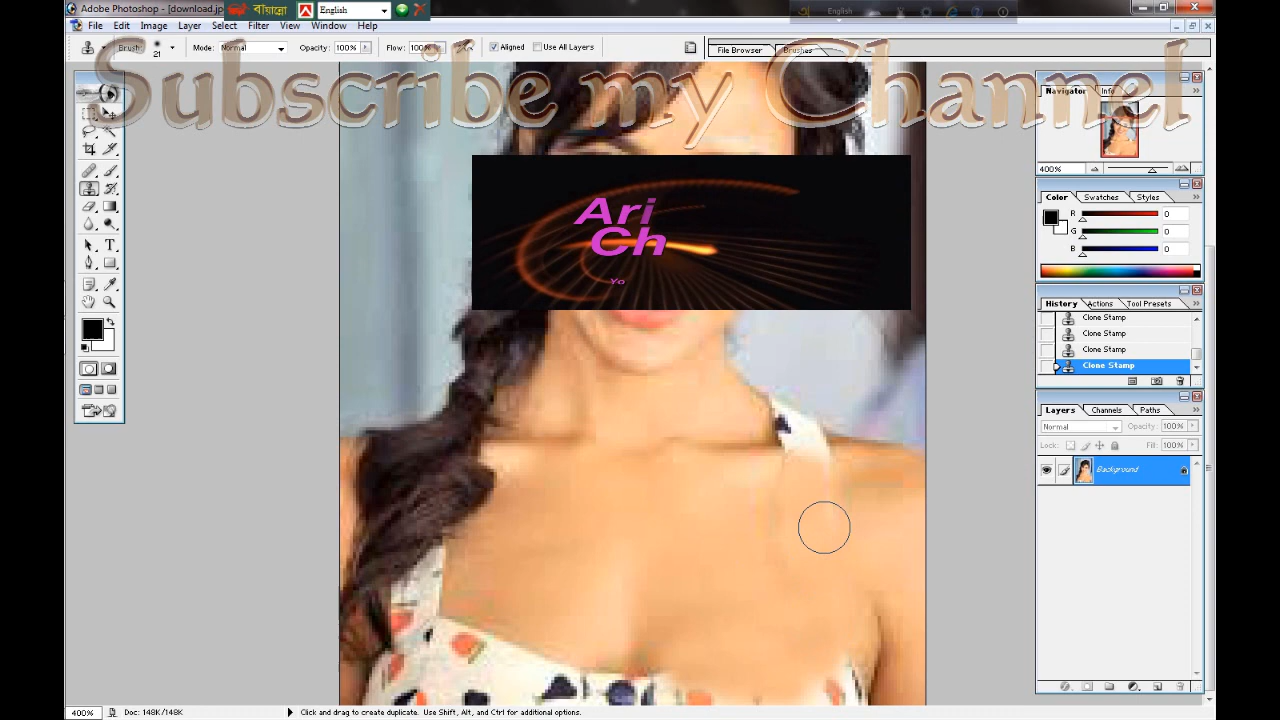 Adobe Photoshop - [download.jp
বায়ান্নো
English
English
File Edit Image Layer Select Filter View Window Help
Brush: 21 Mode: Normal Opacity: 100% Flow: 100% Aligned Use All Layers File Browser Brushes
Subscribe my Channel
Navigator Info
400%
Color Swatches Styles
R 0
G 0
B 0
Ari
Ch
Yo
History Actions Tool Presets
Clone Stamp
Clone Stamp
Clone Stamp
Clone Stamp
Layers Channels Paths
Normal Opacity: 100%
Lock: Fill: 100%
Background
400% Doc: 148K/148K Click and drag to create duplicate. Use Shift, Alt, and Ctrl for additional options.